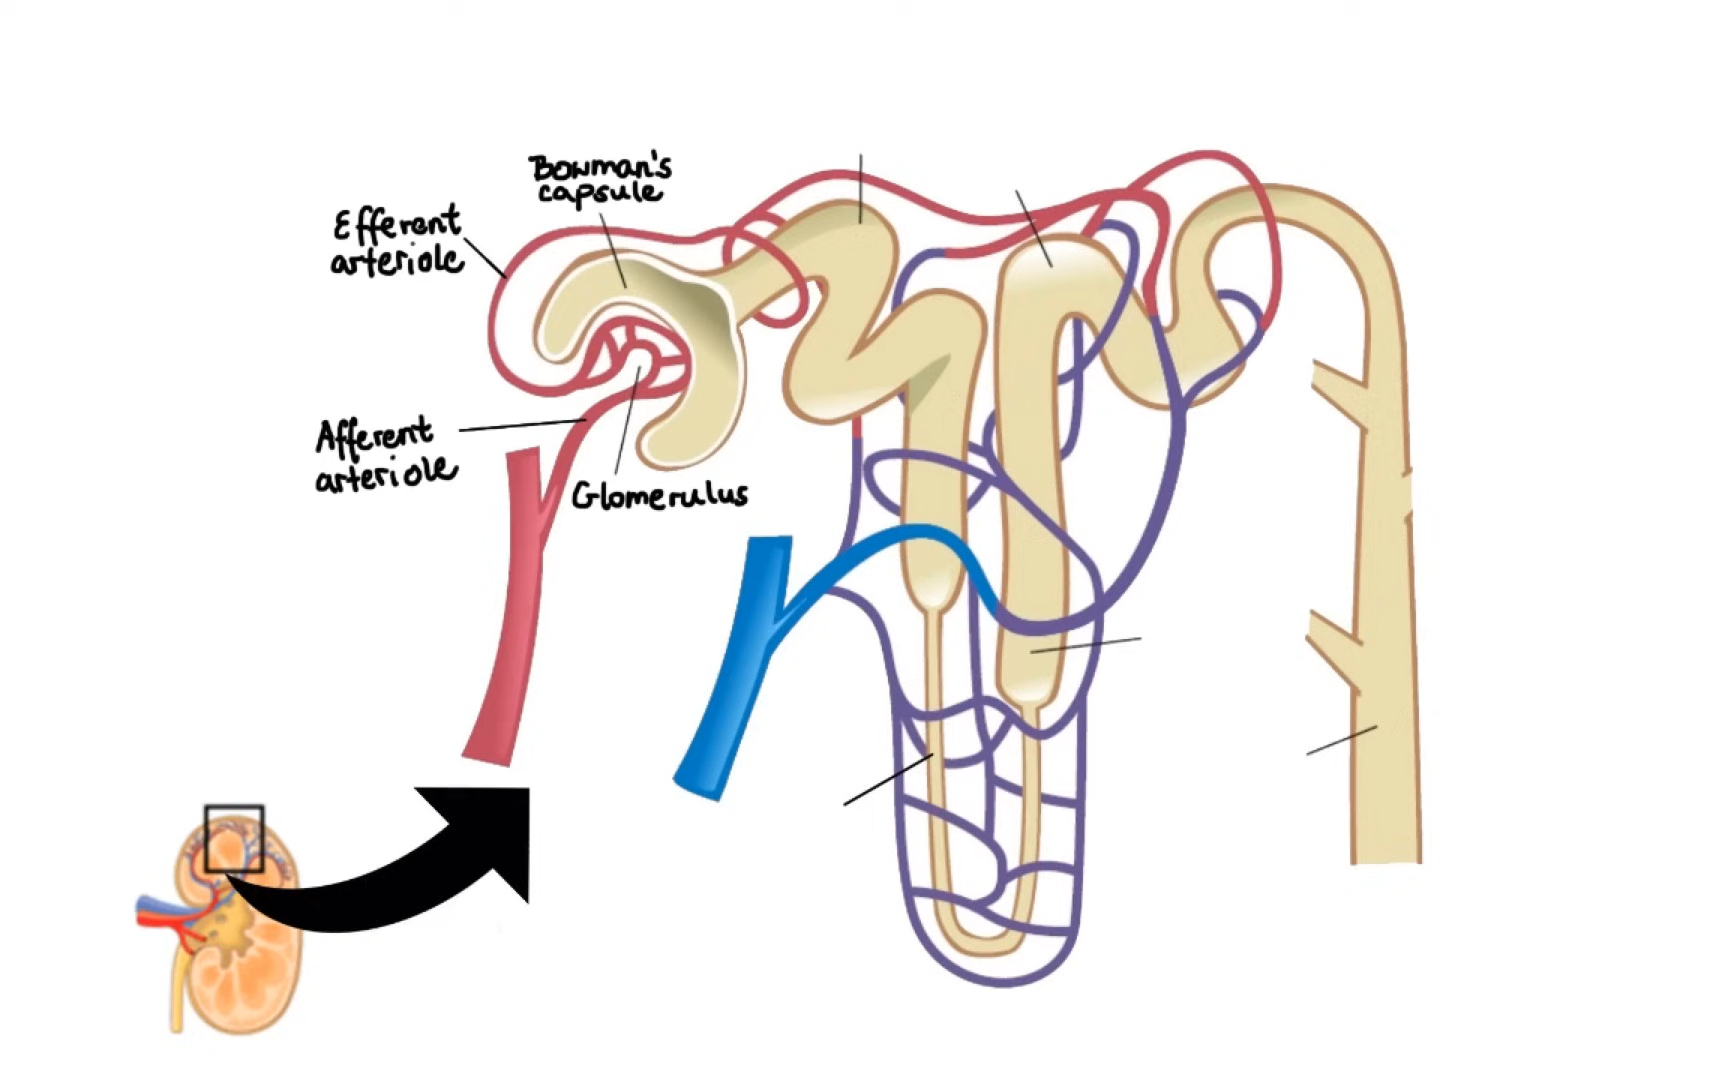 Bowman's
capsule
Efferent
arteriole
Afferent
arteriole
Glomerulus